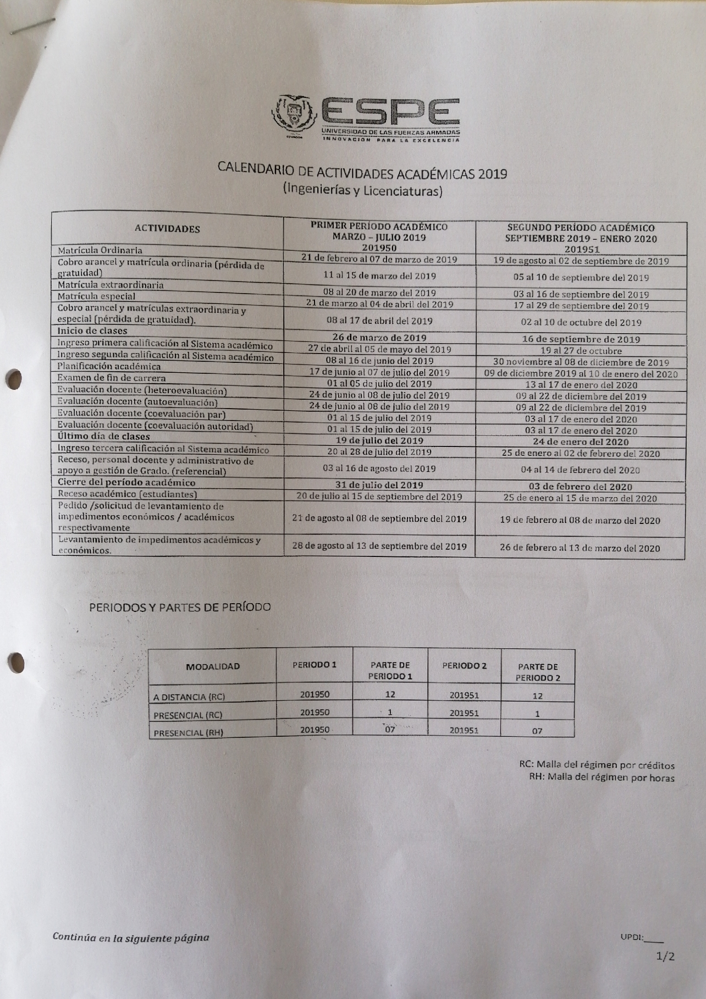 ECUADOR
ESPE
UNIVERSIDAD DE LAS FUERZAS ARMADAS
INNOVACIÓN PARA LA EXCELENCIA
CALENDARIO DE ACTIVIDADES ACADÉMICAS 2019
(Ingenierías y Licenciaturas)
ACTIVIDADES
PRIMER PERÍODO ACADÉMICO
MARZO – JULIO 2019
201950
SEGUNDO PERÍODO ACADÉMICO
SEPTIEMBRE 2019 – ENERO 2020
201951
Matrícula Ordinaria
21 de febrero al 07 de marzo de 2019
19 de agosto al 02 de septiembre de 2019
Cobro arancel y matrícula ordinaria (pérdida de
gratuidad)
11 al 15 de marzo del 2019
05 al 10 de septiembre del 2019
Matrícula extraordinaria
08 al 20 de marzo del 2019
03 al 16 de septiembre del 2019
Matrícula especial
21 de marzo al 04 de abril del 2019
17 al 29 de septiembre del 2019
Cobro arancel y matrículas extraordinaria y
especial (pérdida de gratuidad).
08 al 17 de abril del 2019
02 al 10 de octubre del 2019
Inicio de clases
26 de marzo de 2019
16 de septiembre de 2019
Ingreso primera calificación al Sistema académico
27 de abril al 05 de mayo del 2019
19 al 27 de octubre
Ingreso segunda calificación al Sistema académico
08 al 16 de junio del 2019
30 noviembre al 08 de diciembre de 2019
Planificación académica
17 de junio al 07 de julio del 2019
09 de diciembre 2019 al 10 de enero del 2020
Examen de fin de carrera
01 al 05 de julio del 2019
13 al 17 de enero del 2020
Evaluación docente (heteroevaluación)
24 de junio al 08 de julio del 2019
09 al 22 de diciembre del 2019
Evaluación docente (autoevaluación)
24 de junio al 08 de julio del 2019
09 al 22 de diciembre del 2019
Evaluación docente (coevaluación par)
01 al 15 de julio del 2019
03 al 17 de enero del 2020
Evaluación docente (coevaluación autoridad)
01 al 15 de julio del 2019
03 al 17 de enero del 2020
Último día de clases
19 de julio del 2019
24 de enero del 2020
Ingreso tercera calificación al Sistema académico
20 al 28 de julio del 2019
25 de enero al 02 de febrero del 2020
Receso, personal docente y administrativo de
apoyo a gestión de Grado. (referencial)
03 al 16 de agosto del 2019
04 al 14 de febrero del 2020
Cierre del período académico
31 de julio del 2019
03 de febrero del 2020
Receso académico (estudiantes)
20 de julio al 15 de septiembre del 2019
25 de enero al 15 de marzo del 2020
Pedido /solicitud de levantamiento de
impedimentos económicos / académicos
respectivamente
21 de agosto al 08 de septiembre del 2019
19 de febrero al 08 de marzo del 2020
Levantamiento de impedimentos académicos y
económicos.
28 de agosto al 13 de septiembre del 2019
26 de febrero al 13 de marzo del 2020
PERIODOS Y PARTES DE PERÍODO
MODALIDAD
PERIODO 1
PARTE DE
PERIODO 1
PERIODO 2
PARTE DE
PERIODO 2
A DISTANCIA (RC)
201950
12
201951
12
PRESENCIAL (RC)
201950
1
201951
1
PRESENCIAL (RH)
201950
07
201951
07
RC: Malla del régimen por créditos
RH: Malla del régimen por horas
Continúa en la siguiente página
UPDI:____
1/2